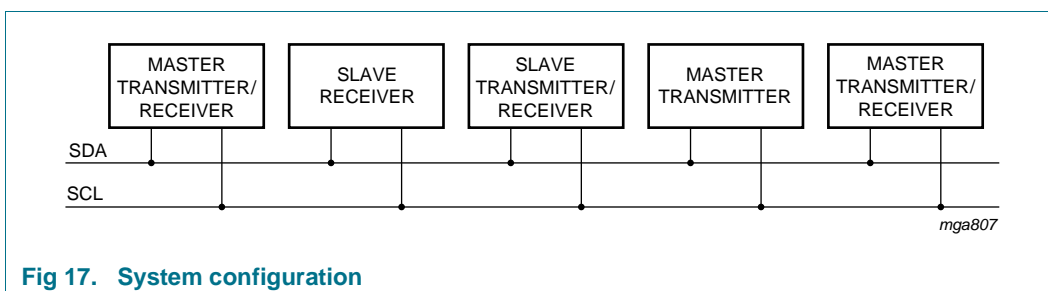 MASTER
TRANSMITTER/
RECEIVER
SLAVE
RECEIVER
SLAVE
TRANSMITTER/
RECEIVER
MASTER
TRANSMITTER
MASTER
TRANSMITTER/
RECEIVER
SDA
SCL
mga807
Fig 17. System configuration